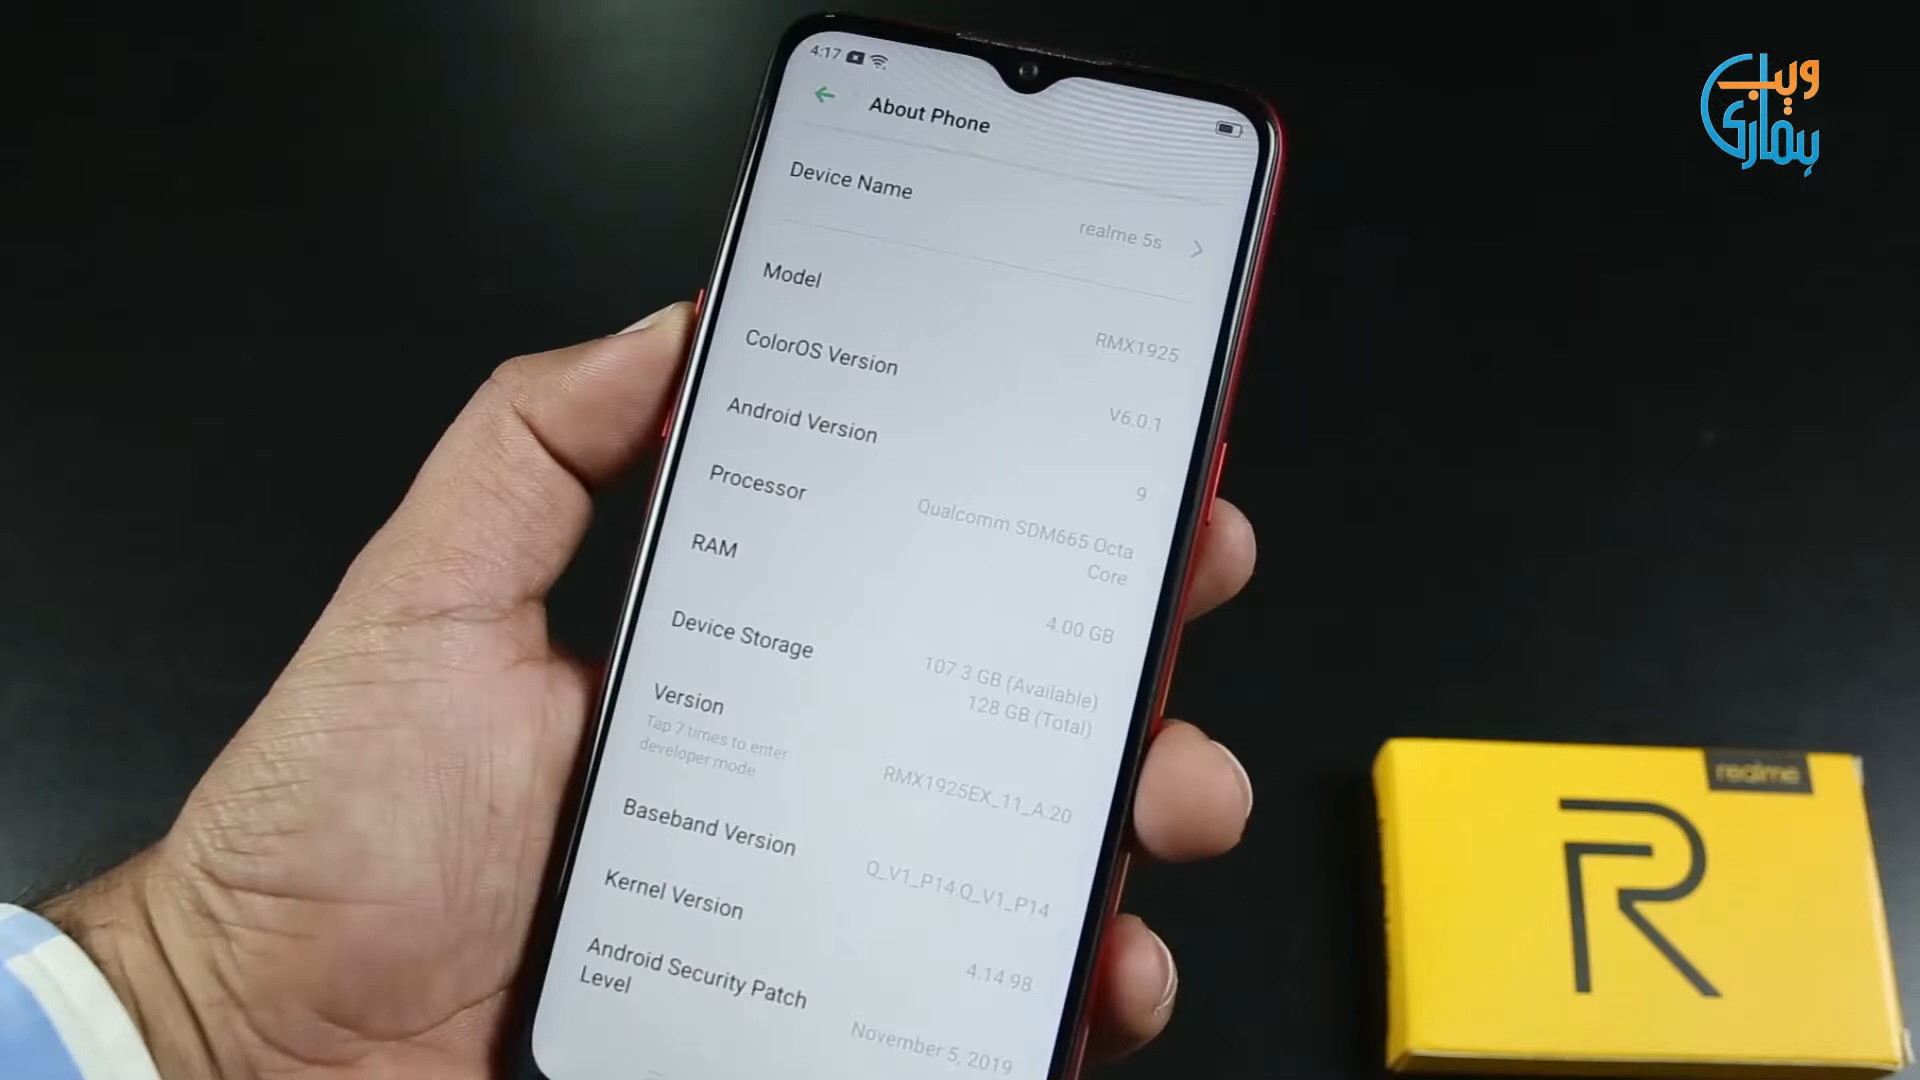 ویب
بیماری
4:17
About Phone
Device Name
realme 5s
Model
RMX1925
ColorOS Version
V6.0.1
Android Version
9
Processor
Qualcomm SDM665 Octa
Core
RAM
4.00 GB
Device Storage
107.3 GB (Available)
128 GB (Total)
Version
Tap 7 times to enter
developer mode
RMX1925EX_11_A.20
Baseband Version
Q_V1_P14,Q_V1_P14
Kernel Version
4.14.98
Android Security Patch
Level
November 5, 2019
realme
R